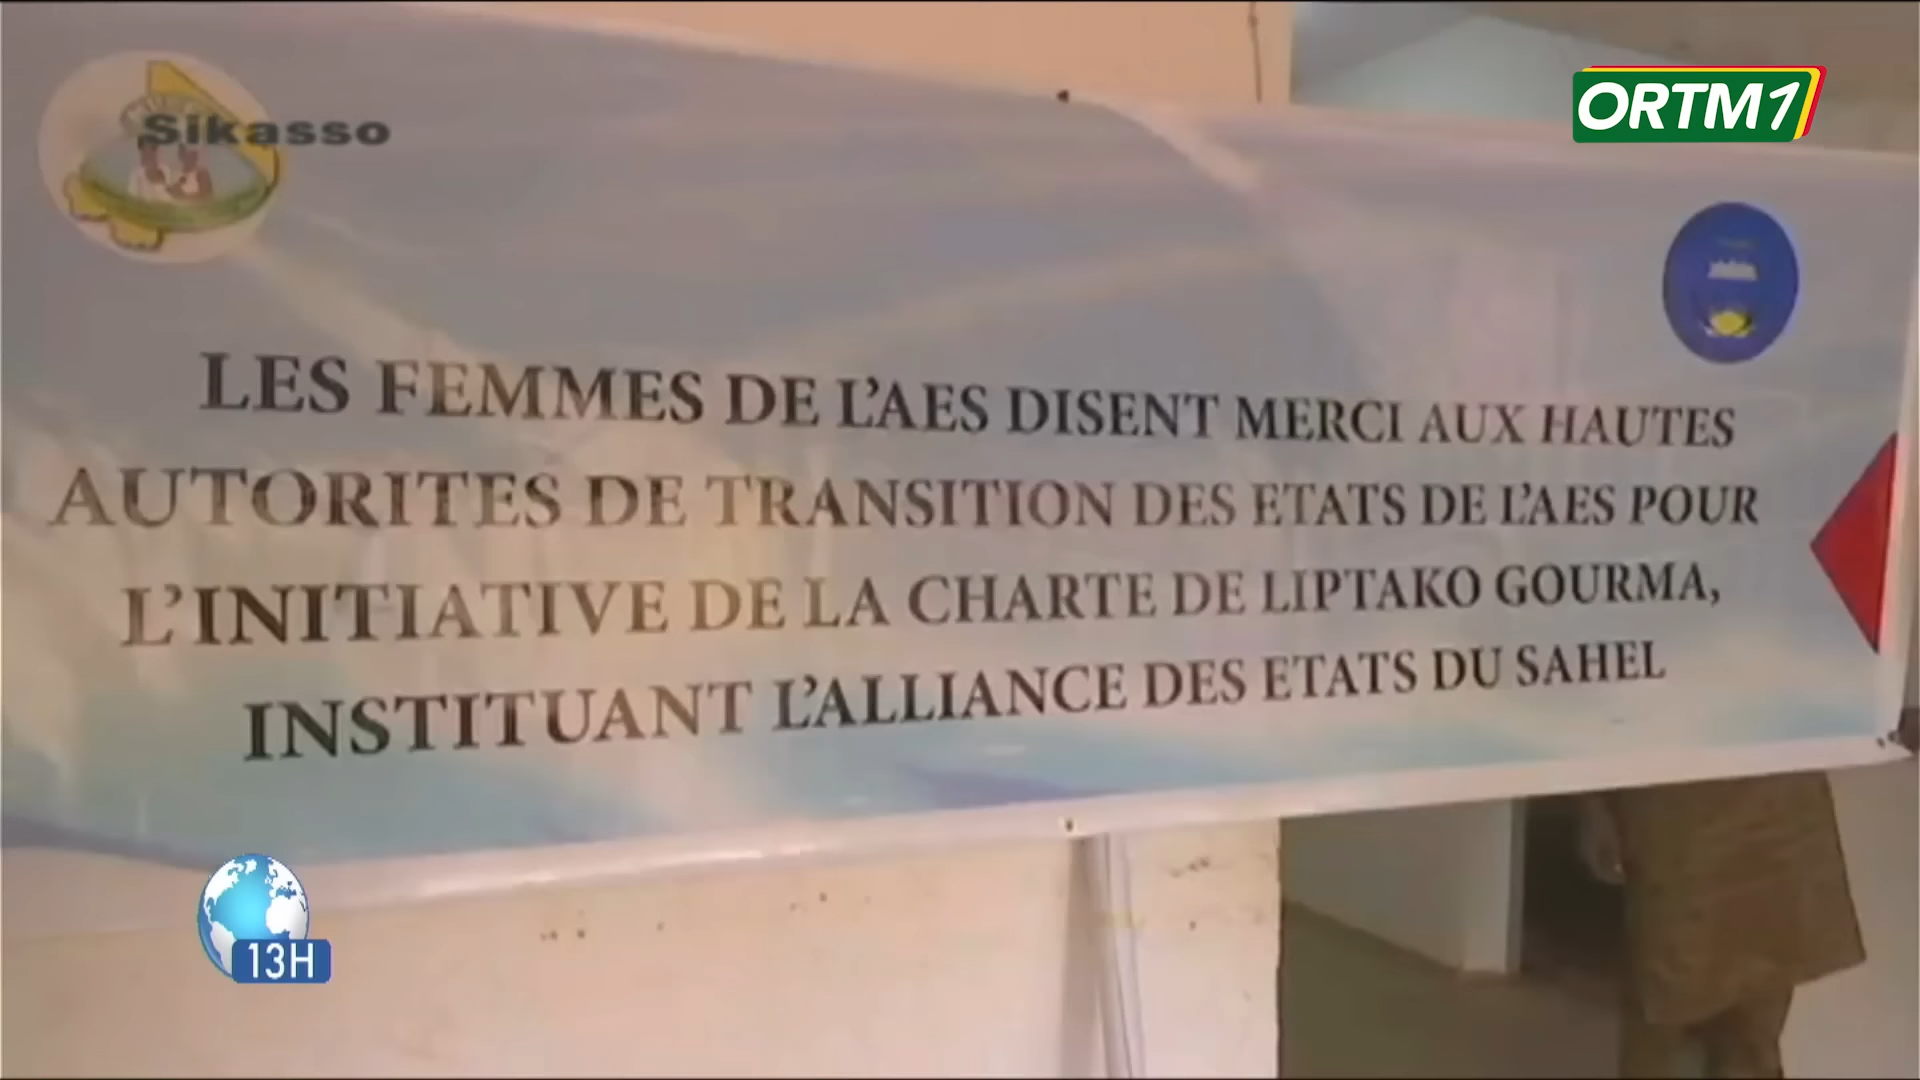 Sikasso
ORTM1
LES FEMMES DE L'AES DISENT MERCI AUX HAUTES
AUTORITES DE TRANSITION DES ETATS DE L'AES POUR
L'INITIATIVE DE LA CHARTE DE LIPTAKO GOURMA,
INSTITUANT L'ALLIANCE DES ETATS DU SAHEL
13H